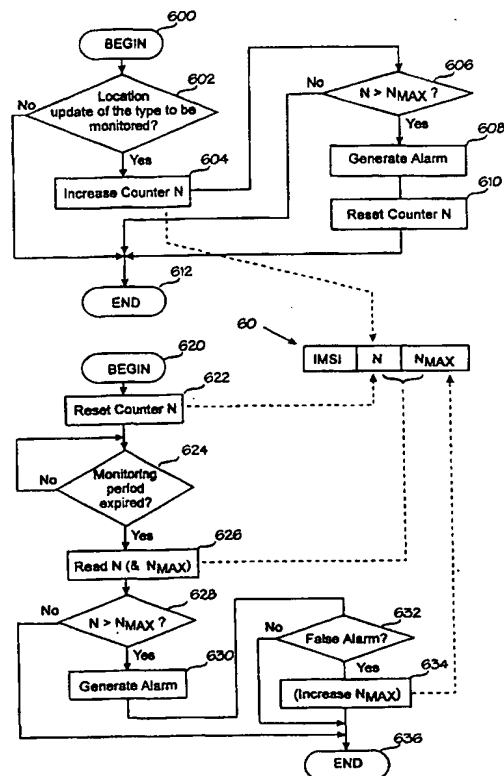 600
BEGIN
602
Location
update of the type to be
monitored?
No
Yes
604
Increase Counter N
606
N > NMAX ?
No
Yes
608
Generate Alarm
610
Reset Counter N
612
END
60
IMSI N NMAX
620
BEGIN
622
Reset Counter N
624
Monitoring
period
expired?
No
Yes
626
Read N (& NMAX)
628
N > NMAX ?
No
Yes
630
Generate Alarm
632
False Alarm?
No
Yes
634
(Increase NMAX)
636
END